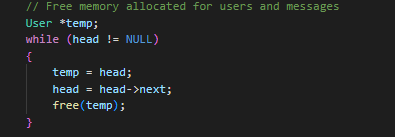 // Free memory allocated for users and messages
User *temp;
while (head != NULL)
{
    temp = head;
    head = head->next;
    free(temp);
}